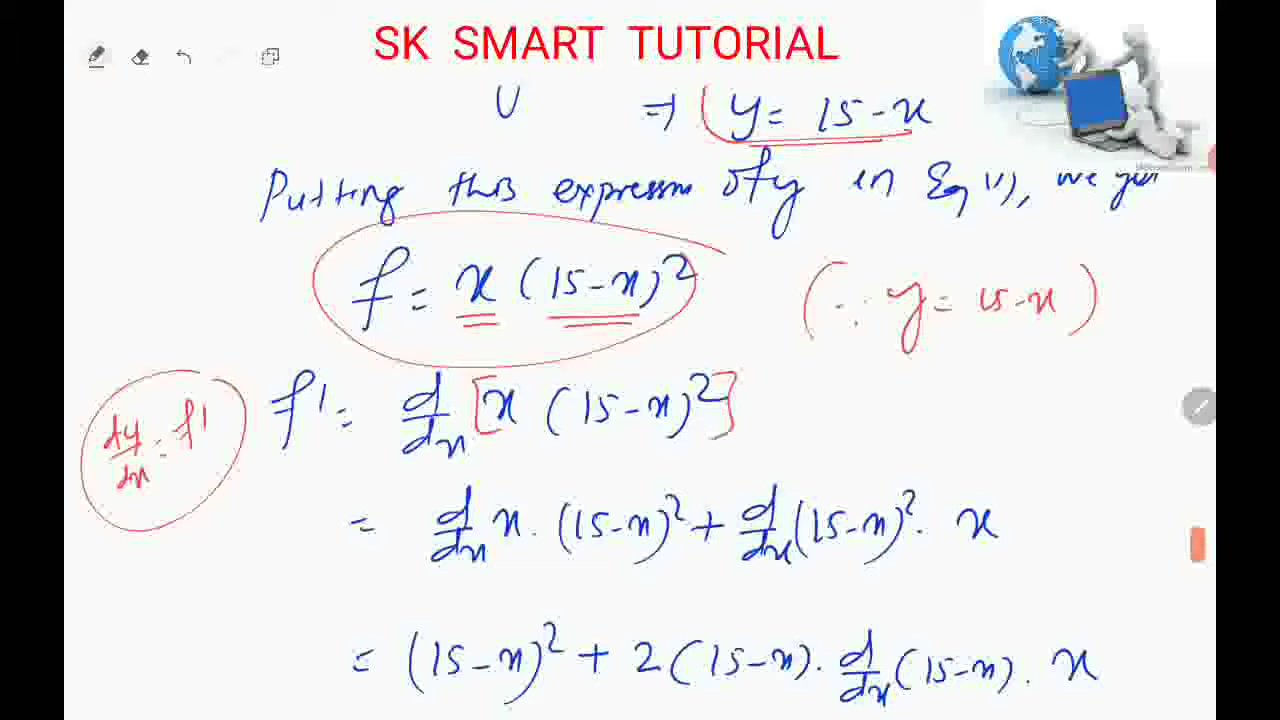 SK SMART TUTORIAL
⇒ y = 15 - x
Putting this expression of y in Eq (1), we get
f = x (15-x)²
(∵ y = 15-x)
dy/dx = f'
f' = d/dx [x (15-x)²]
= d/dx x · (15-x)² + d/dx (15-x)² · x
= (15-x)² + 2 (15-x) · d/dx (15-x) · x